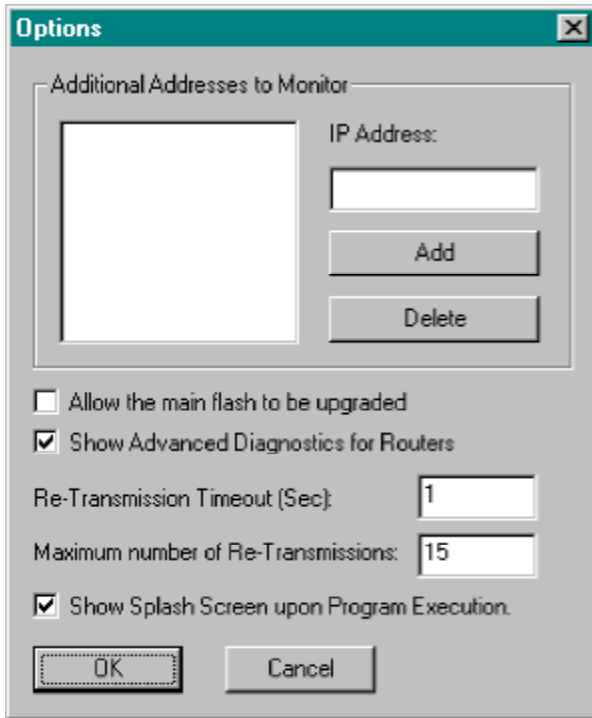 Options
Additional Addresses to Monitor
IP Address:
Add
Delete
Allow the main flash to be upgraded
Show Advanced Diagnostics for Routers
Re-Transmission Timeout (Sec): 1
Maximum number of Re-Transmissions: 15
Show Splash Screen upon Program Execution.
OK Cancel